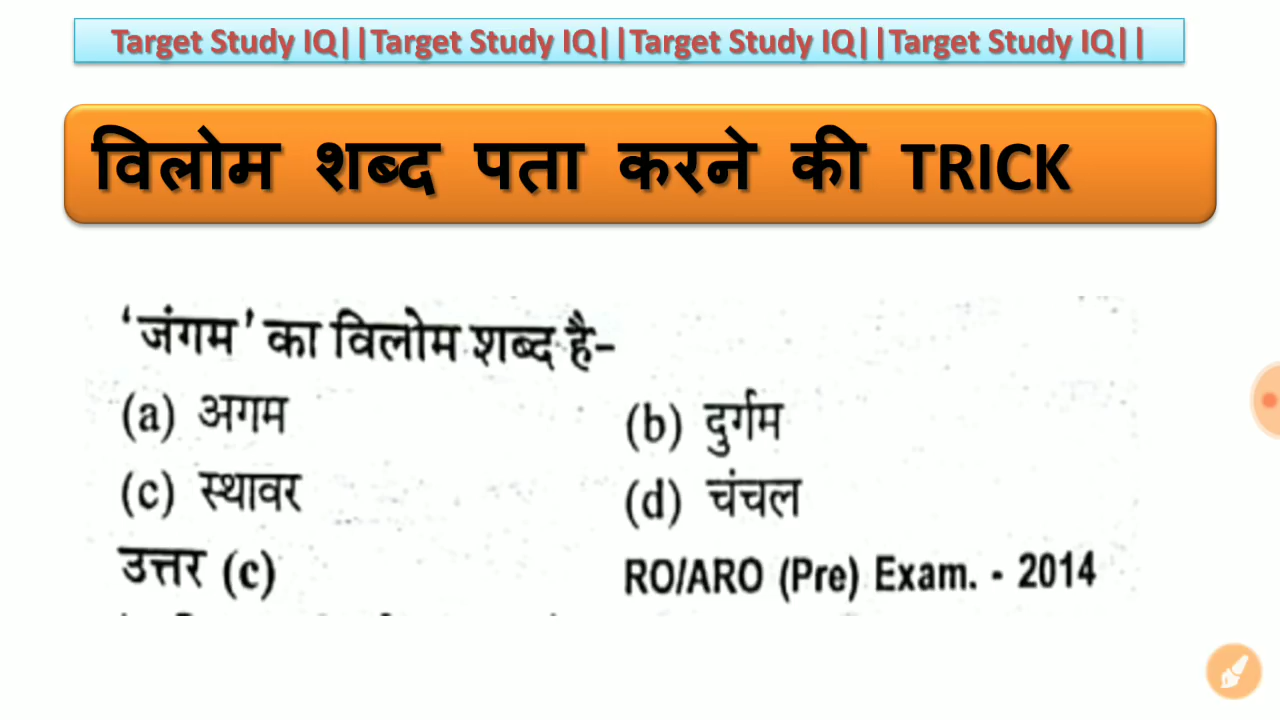 Target Study IQ||Target Study IQ||Target Study IQ||Target Study IQ||
विलोम शब्द पता करने की TRICK
‘जंगम’ का विलोम शब्द है-
(a) अगम (b) दुर्गम
(c) स्थावर (d) चंचल
उत्तर (c) RO/ARO (Pre) Exam. - 2014